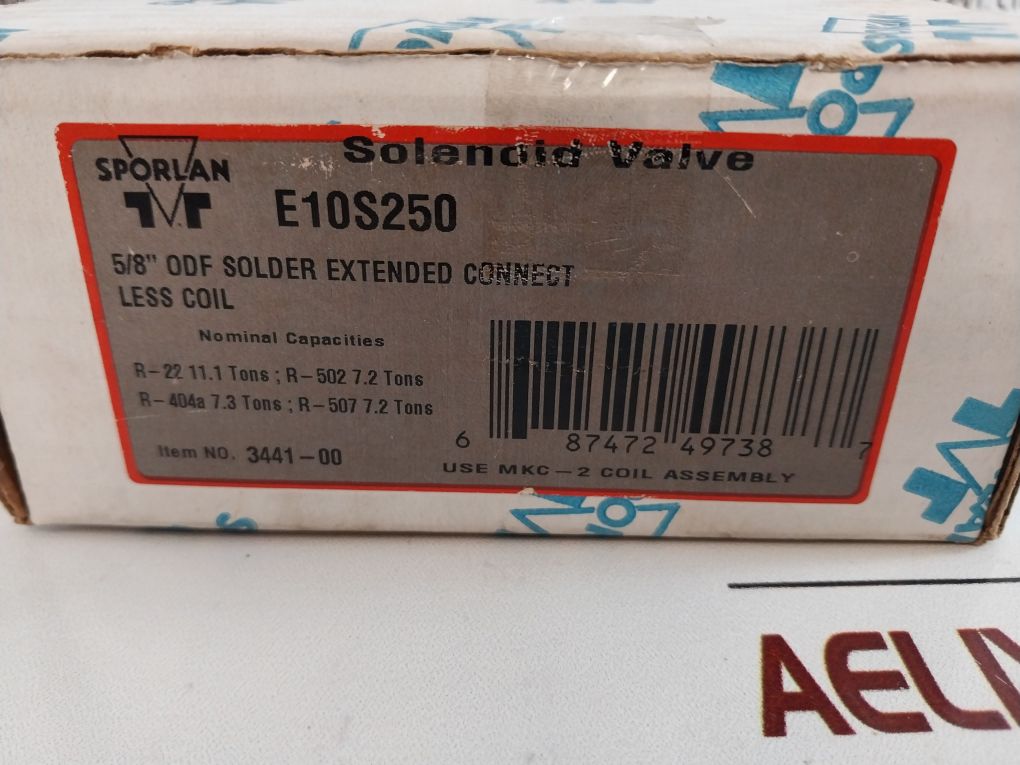 Solenoid Valve
SPORLAN
E10S250
5/8" ODF SOLDER EXTENDED CONNECT
LESS COIL
Nominal Capacities
R-22 11.1 Tons ; R-502 7.2 Tons
R-404a 7.3 Tons ; R-507 7.2 Tons
Item NO. 3441-00
6 87472 49738 7
USE MKC-2 COIL ASSEMBLY